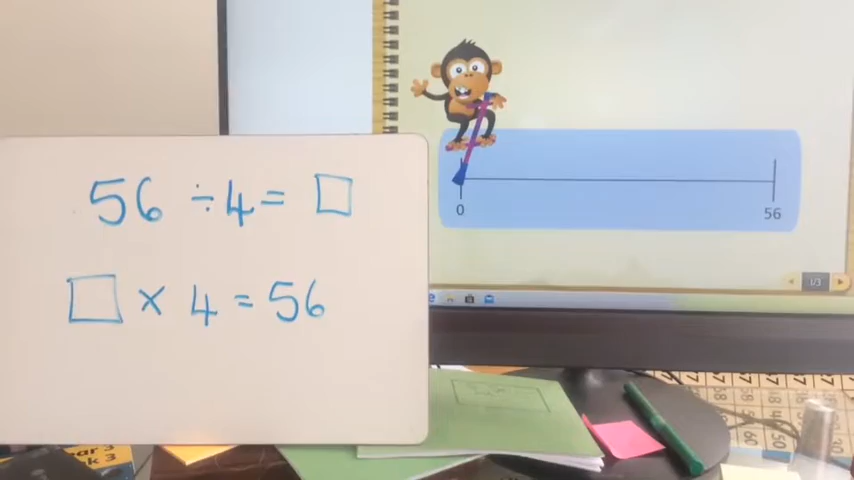 56 ÷ 4 = □
□ × 4 = 56
0
56
1/3